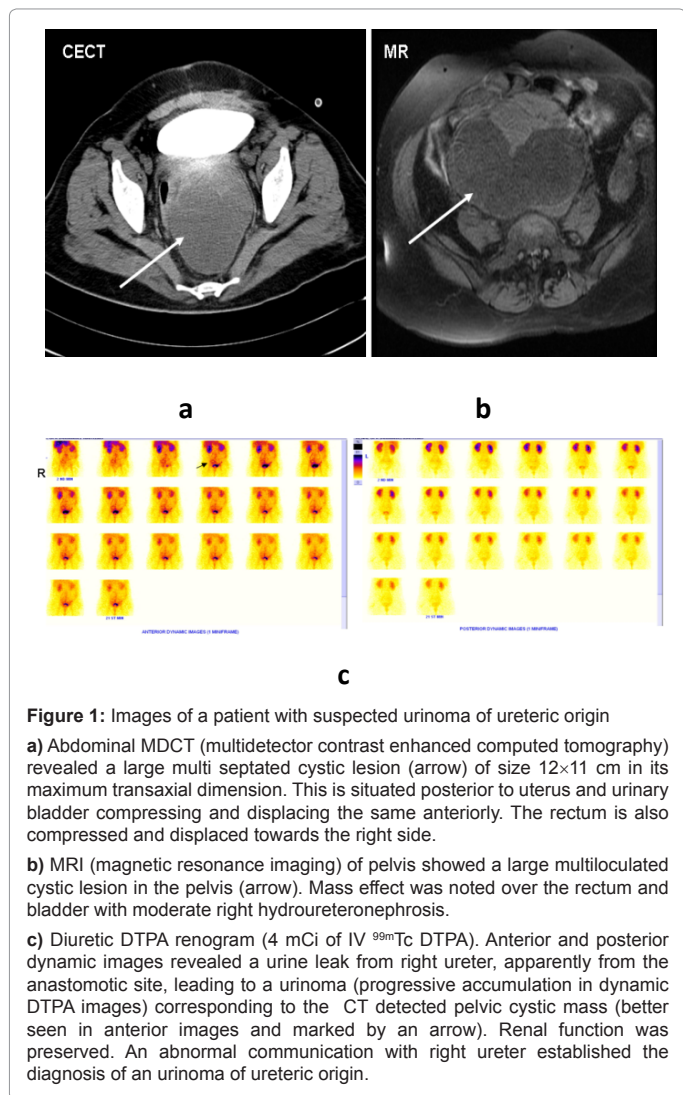 CECT
MR
a
b
R
L
ANTERIOR DYNAMIC IMAGES (1 MIN/FRAME)
POSTERIOR DYNAMIC IMAGES (1 MIN/FRAME)
c
Figure 1: Images of a patient with suspected urinoma of ureteric origin
a) Abdominal MDCT (multidetector contrast enhanced computed tomography)
revealed a large multi septated cystic lesion (arrow) of size 12×11 cm in its
maximum transaxial dimension. This is situated posterior to uterus and urinary
bladder compressing and displacing the same anteriorly. The rectum is also
compressed and displaced towards the right side.
b) MRI (magnetic resonance imaging) of pelvis showed a large multiloculated
cystic lesion in the pelvis (arrow). Mass effect was noted over the rectum and
bladder with moderate right hydroureteronephrosis.
c) Diuretic DTPA renogram (4 mCi of IV ⁹⁹ᵐTc DTPA). Anterior and posterior
dynamic images revealed a urine leak from right ureter, apparently from the
anastomotic site, leading to a urinoma (progressive accumulation in dynamic
DTPA images) corresponding to the CT detected pelvic cystic mass (better
seen in anterior images and marked by an arrow). Renal function was
preserved. An abnormal communication with right ureter established the
diagnosis of an urinoma of ureteric origin.